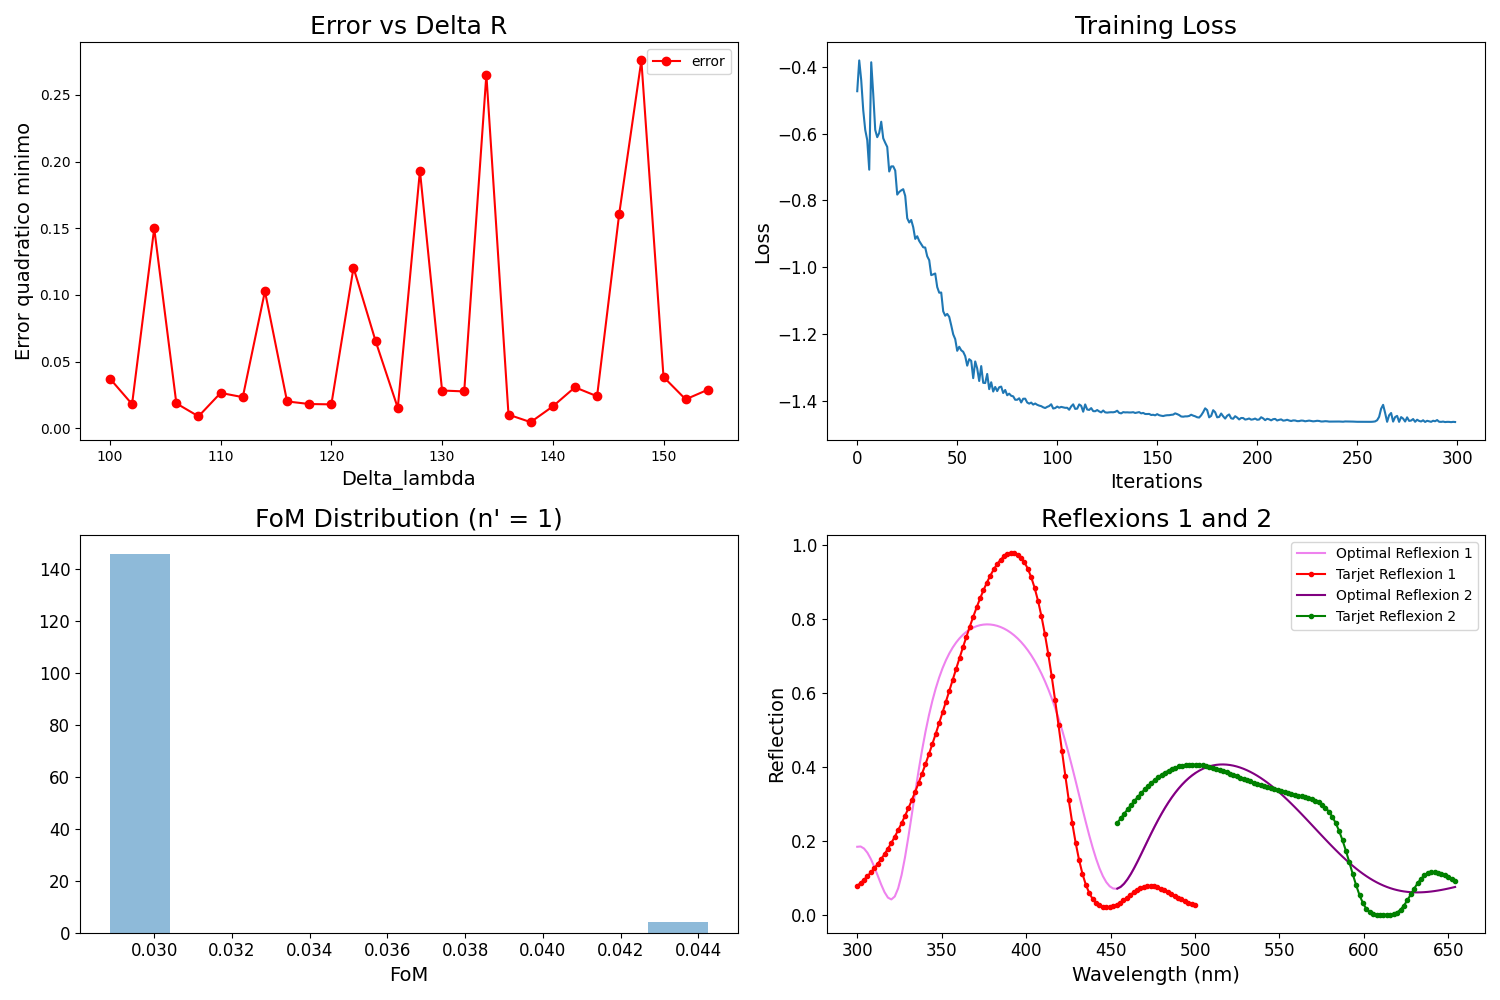 Error vs Delta R
error
Error quadratico minimo
0.25
0.20
0.15
0.10
0.05
0.00
100 110 120 130 140 150
Delta_lambda
Training Loss
Loss
−0.4
−0.6
−0.8
−1.0
−1.2
−1.4
0 50 100 150 200 250 300
Iterations
FoM Distribution (n' = 1)
140
120
100
80
60
40
20
0
0.030 0.032 0.034 0.036 0.038 0.040 0.042 0.044
FoM
Reflexions 1 and 2
Optimal Reflexion 1
Tarjet Reflexion 1
Optimal Reflexion 2
Tarjet Reflexion 2
Reflection
1.0
0.8
0.6
0.4
0.2
0.0
300 350 400 450 500 550 600 650
Wavelength (nm)